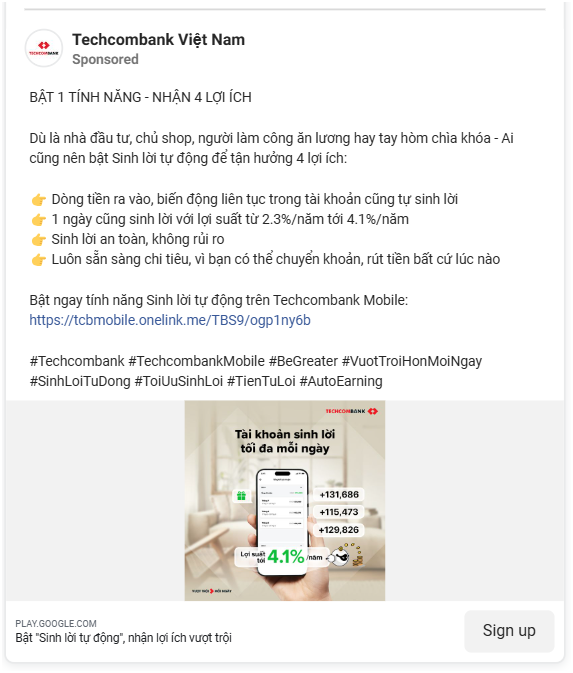 Techcombank Việt Nam
Sponsored
BẬT 1 TÍNH NĂNG - NHẬN 4 LỢI ÍCH
Dù là nhà đầu tư, chủ shop, người làm công ăn lương hay tay hòm chìa khóa - Ai
cũng nên bật Sinh lời tự động để tận hưởng 4 lợi ích:
👉 Dòng tiền ra vào, biến động liên tục trong tài khoản cũng tự sinh lời
👉 1 ngày cũng sinh lời với lợi suất từ 2.3%/năm tới 4.1%/năm
👉 Sinh lời an toàn, không rủi ro
👉 Luôn sẵn sàng chi tiêu, vì bạn có thể chuyển khoản, rút tiền bất cứ lúc nào
Bật ngay tính năng Sinh lời tự động trên Techcombank Mobile:
https://tcbmobile.onelink.me/TBS9/ogp1ny6b
#Techcombank #TechcombankMobile #BeGreater #VuotTroiHonMoiNgay
#SinhLoiTuDong #ToiUuSinhLoi #TienTuLoi #AutoEarning
TECHCOMBANK
Tài khoản sinh lời
tối đa mỗi ngày
+131,686
+115,473
+129,826
Lợi suất
tới 4.1% /năm
VƯỢT TRỘI MỖI NGÀY
PLAY.GOOGLE.COM
Bật "Sinh lời tự động", nhận lợi ích vượt trội
Sign up